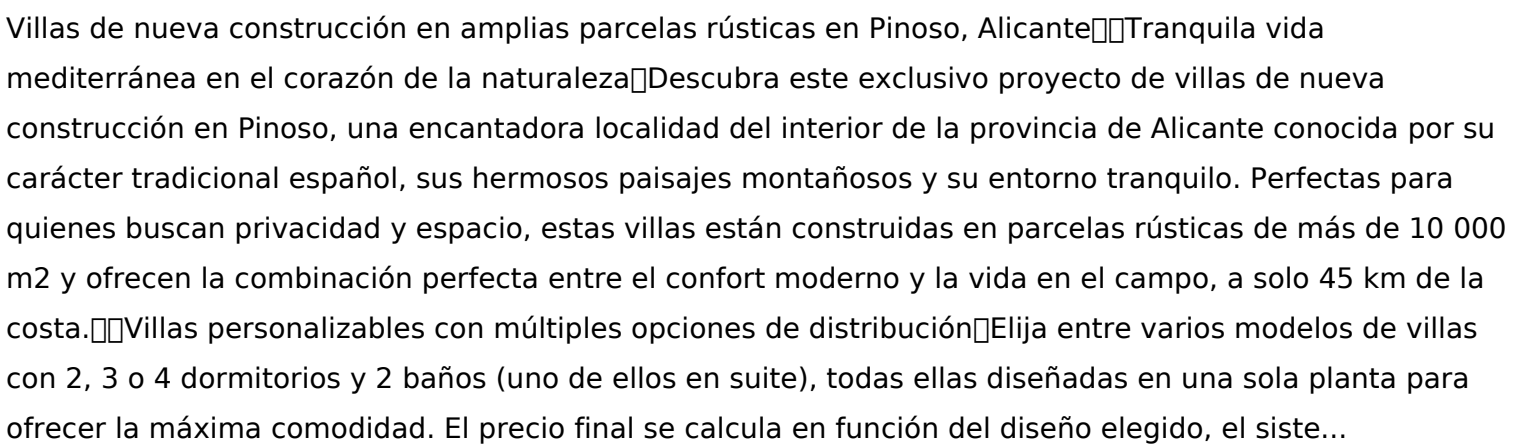 Villas de nueva construcción en amplias parcelas rústicas en Pinoso, Alicante▯▯Tranquila vida
mediterránea en el corazón de la naturaleza▯Descubra este exclusivo proyecto de villas de nueva
construcción en Pinoso, una encantadora localidad del interior de la provincia de Alicante conocida por su
carácter tradicional español, sus hermosos paisajes montañosos y su entorno tranquilo. Perfectas para
quienes buscan privacidad y espacio, estas villas están construidas en parcelas rústicas de más de 10 000
m2 y ofrecen la combinación perfecta entre el confort moderno y la vida en el campo, a solo 45 km de la
costa.▯▯Villas personalizables con múltiples opciones de distribución▯Elija entre varios modelos de villas
con 2, 3 o 4 dormitorios y 2 baños (uno de ellos en suite), todas ellas diseñadas en una sola planta para
ofrecer la máxima comodidad. El precio final se calcula en función del diseño elegido, el siste...